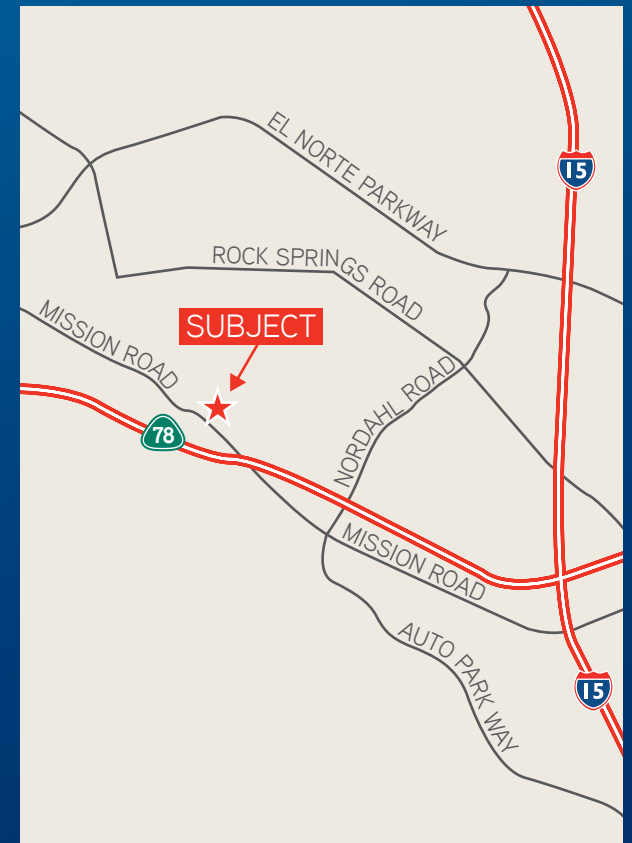 EL NORTE PARKWAY
15
ROCK SPRINGS ROAD
MISSION ROAD
SUBJECT
NORDAHL ROAD
78
MISSION ROAD
AUTO PARK WAY
15